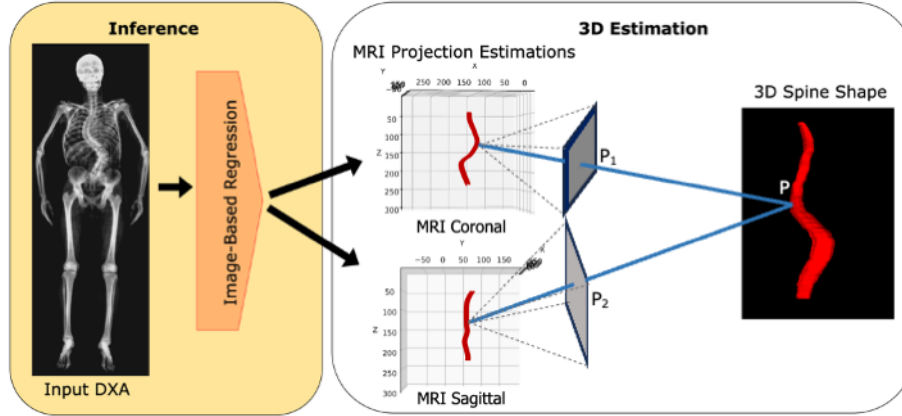 Inference
Input DXA
Image-Based Regression
3D Estimation
MRI Projection Estimations
X
Y
250 200 150 100 50 0
Z
50
100
150
200
250
300
MRI Coronal
Y
X
-50 0 50 100 150 200
Z
50
100
150
200
250
300
MRI Sagittal
P1
P2
3D Spine Shape
P